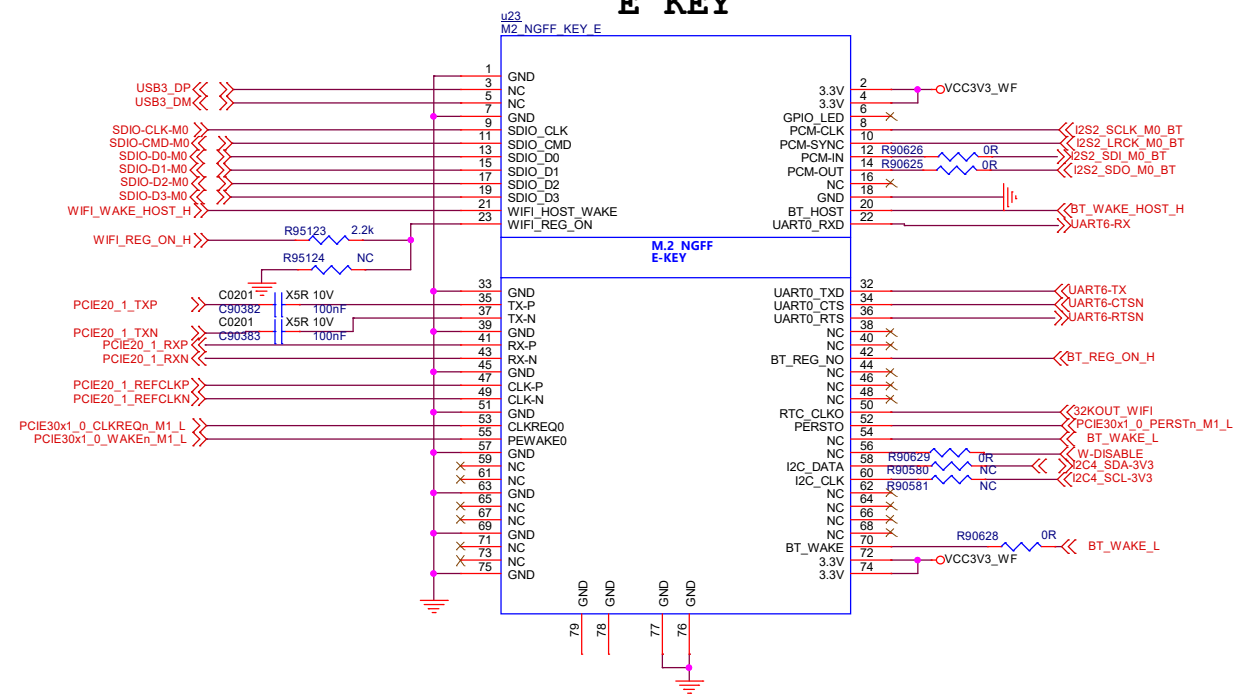 E KEY
u23
M2_NGFF_KEY_E
USB3_DP 1 GND
USB3_DM 3 NC 3.3V 2 VCC3V3_WF
5 NC 3.3V 4
7 GND GPIO_LED 6
SDIO-CLK-M0 9 SDIO_CLK PCM-CLK 8 I2S2_SCLK_M0_BT
SDIO-CMD-M0 11 SDIO_CMD PCM-SYNC 10 I2S2_LRCK_M0_BT
SDIO-D0-M0 13 SDIO_D0 PCM-IN 12 R90626 0R I2S2_SDI_M0_BT
SDIO-D1-M0 15 SDIO_D1 PCM-OUT 14 R90625 0R I2S2_SDO_M0_BT
SDIO-D2-M0 17 SDIO_D2 NC 16
SDIO-D3-M0 19 SDIO_D3 GND 18
WIFI_WAKE_HOST_H 21 WIFI_HOST_WAKE BT_HOST 20 BT_WAKE_HOST_H
23 WIFI_REG_ON UART0_RXD 22 UART6-RX
WIFI_REG_ON_H R95123 2.2k
R95124 NC
M.2 NGFF
E-KEY
33 GND UART0_TXD 32 UART6-TX
PCIE20_1_TXP C0201 X5R 10V C90382 100nF 35 TX-P UART0_CTS 34 UART6-CTSN
PCIE20_1_TXN C0201 X5R 10V C90383 100nF 37 TX-N UART0_RTS 36 UART6-RTSN
39 GND NC 38
PCIE20_1_RXP 41 RX-P NC 40
PCIE20_1_RXN 43 RX-N BT_REG_NO 42 BT_REG_ON_H
45 GND NC 44
PCIE20_1_REFCLKP 47 CLK-P NC 46
PCIE20_1_REFCLKN 49 CLK-N NC 48
51 GND RTC_CLKO 50 32KOUT_WIFI
PCIE30x1_0_CLKREQn_M1_L 53 CLKREQ0 PERSTO 52 PCIE30x1_0_PERSTn_M1_L
PCIE30x1_0_WAKEn_M1_L 55 PEWAKE0 NC 54 BT_WAKE_L
57 GND NC 56 R90629 0R W-DISABLE
59 NC I2C_DATA 58 R90580 NC I2C4_SDA-3V3
61 NC I2C_CLK 60 R90581 NC I2C4_SCL-3V3
63 GND NC 62
65 NC NC 64
67 NC NC 66
69 GND NC 68
71 NC BT_WAKE 70 R90628 0R BT_WAKE_L
73 NC 3.3V 72 VCC3V3_WF
75 GND 3.3V 74
GND GND GND GND
79 78 77 76